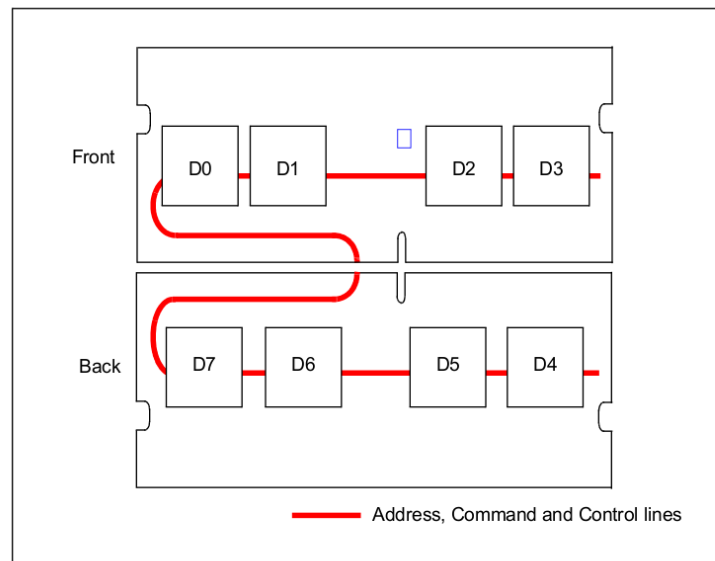 Front
D0 D1 D2 D3
Back
D7 D6 D5 D4
Address, Command and Control lines